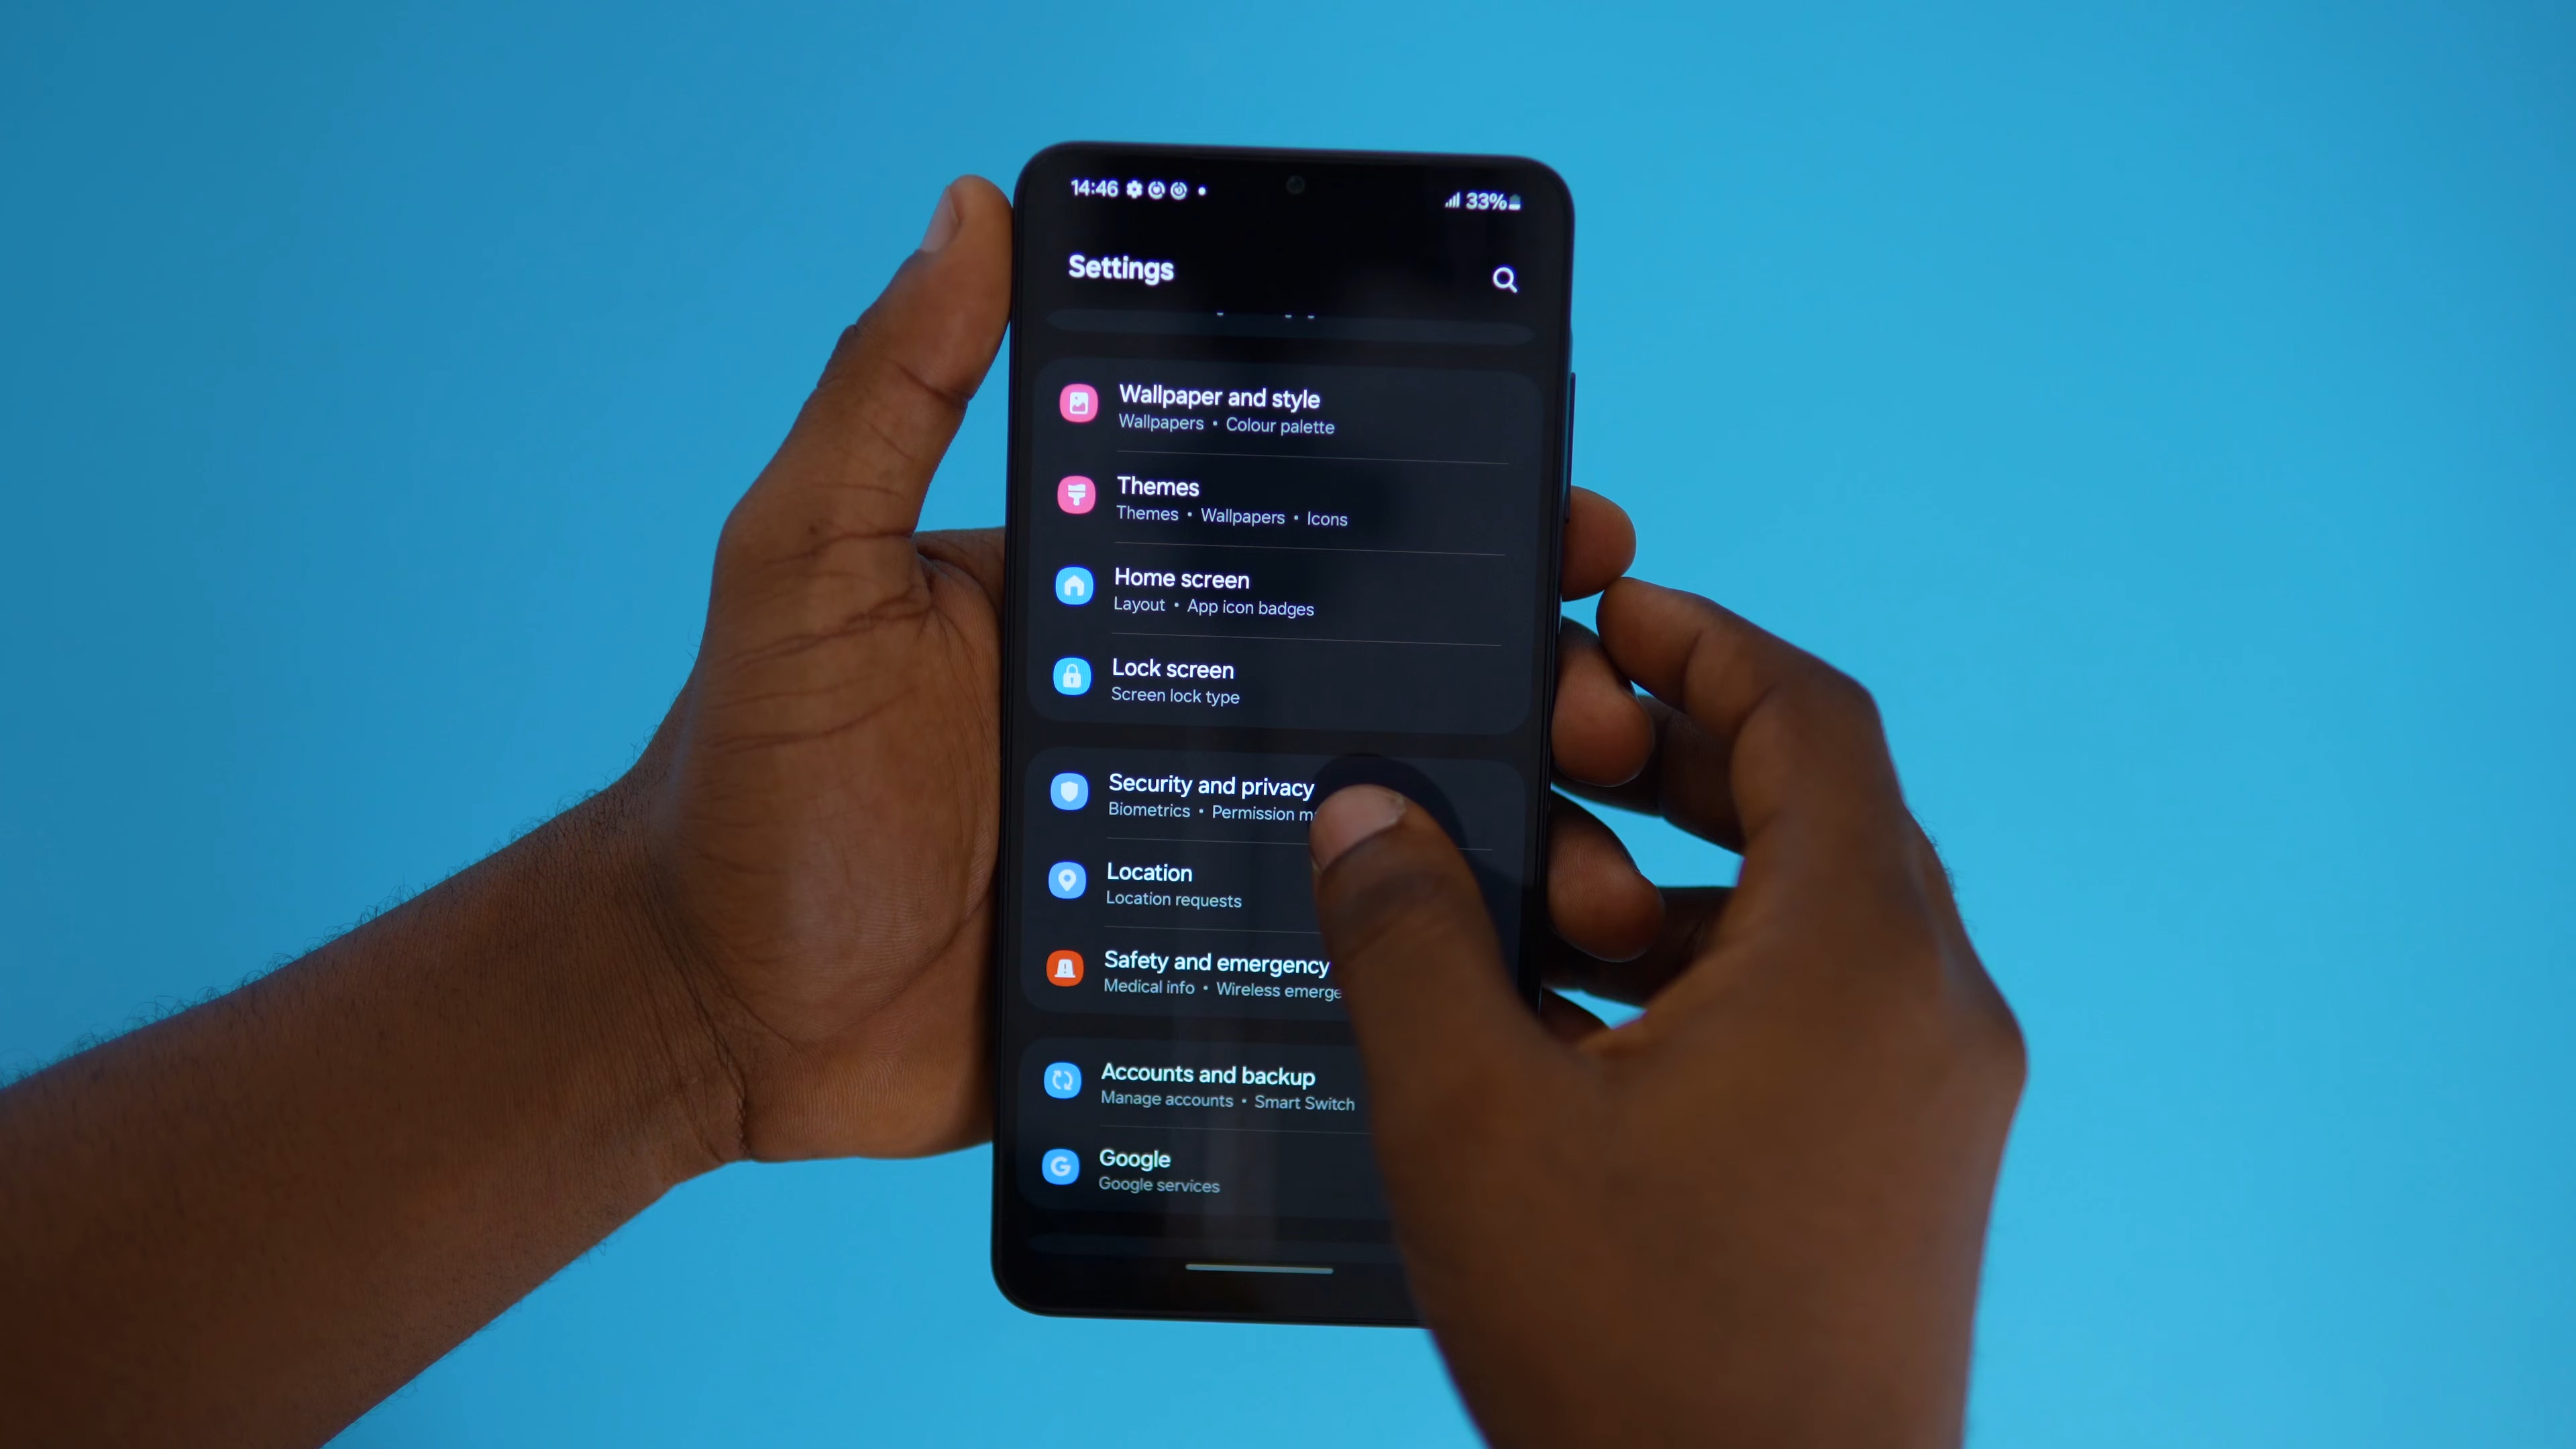 14:46
33%
Settings
Wallpaper and style
Wallpapers • Colour palette
Themes
Themes • Wallpapers • Icons
Home screen
Layout • App icon badges
Lock screen
Screen lock type
Security and privacy
Biometrics • Permission
Location
Location requests
Safety and emergency
Medical info • Wireless
Accounts and backup
Manage accounts • Smart Switch
Google
Google services